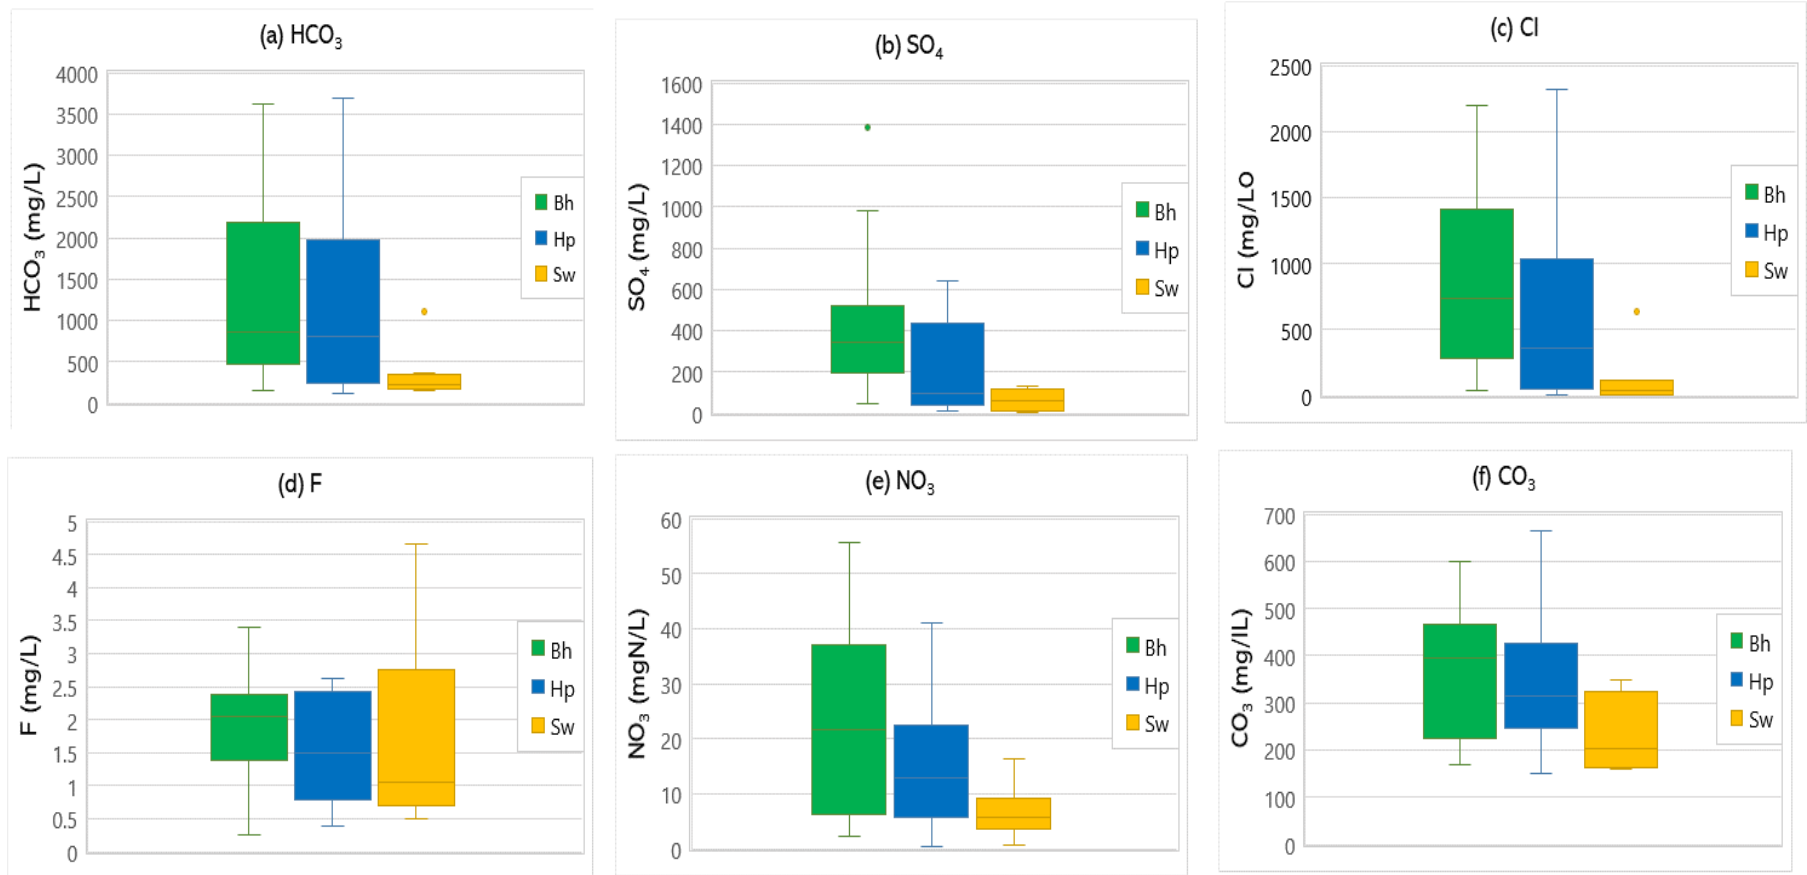 (a) HCO₃
HCO₃ (mg/L)
4000
3500
3000
2500
2000
1500
1000
500
0
Bh
Hp
Sw
(b) SO₄
SO₄ (mg/L)
1600
1400
1200
1000
800
600
400
200
0
Bh
Hp
Sw
(c) Cl
Cl (mg/LO
2500
2000
1500
1000
500
0
Bh
Hp
Sw
(d) F
F (mg/L)
5
4.5
4
3.5
3
2.5
2
1.5
1
0.5
0
Bh
Hp
Sw
(e) NO₃
NO₃ (mgN/L)
60
50
40
30
20
10
0
Bh
Hp
Sw
(f) CO₃
CO₃ (mg/lL)
700
600
500
400
300
200
100
0
Bh
Hp
Sw